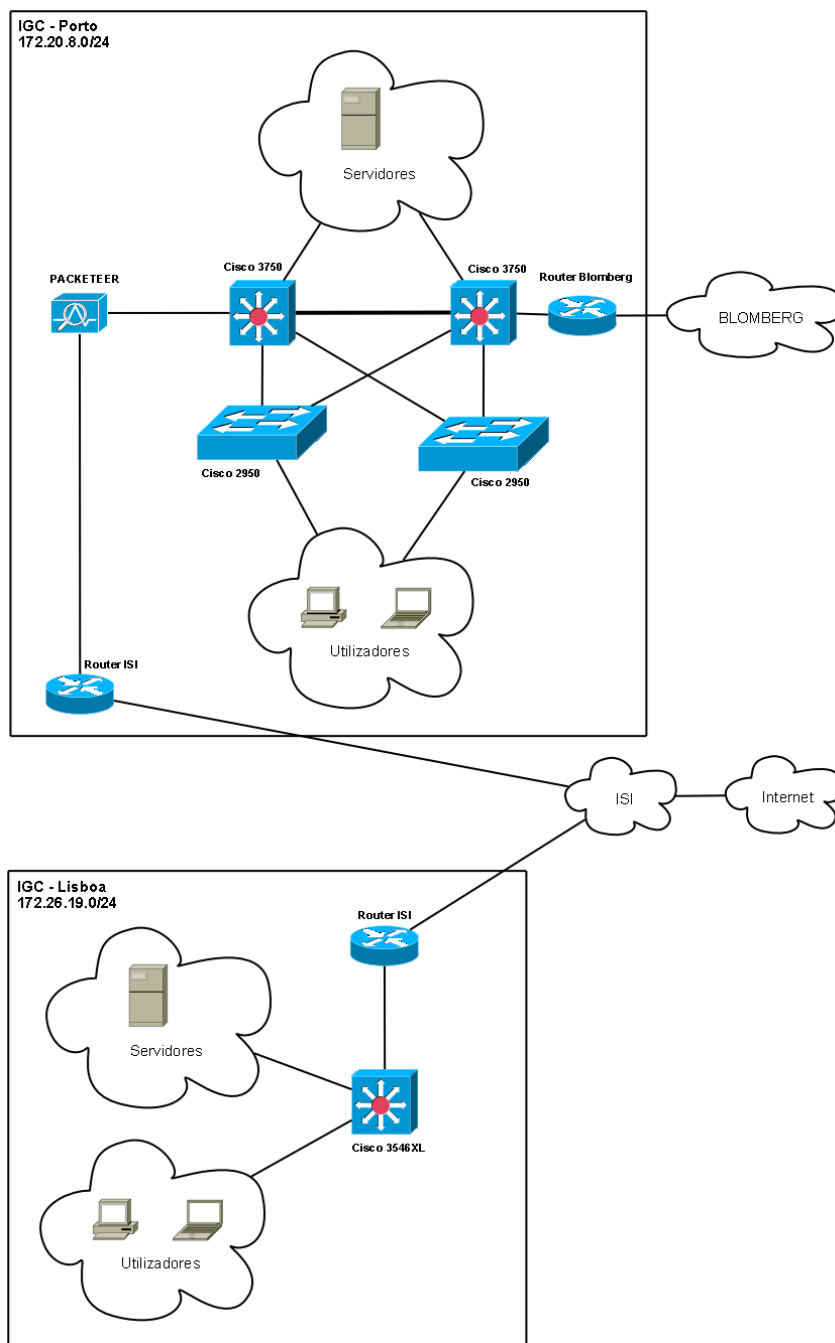 IGC - Porto
172.20.8.0/24
Servidores
Cisco 3750
Cisco 3750
PACKETEER
Router Blomberg
BLOMBERG
Cisco 2950
Cisco 2950
Utilizadores
Router ISI
ISI
Internet
IGC - Lisboa
172.26.19.0/24
Router ISI
Servidores
Cisco 3546XL
Utilizadores